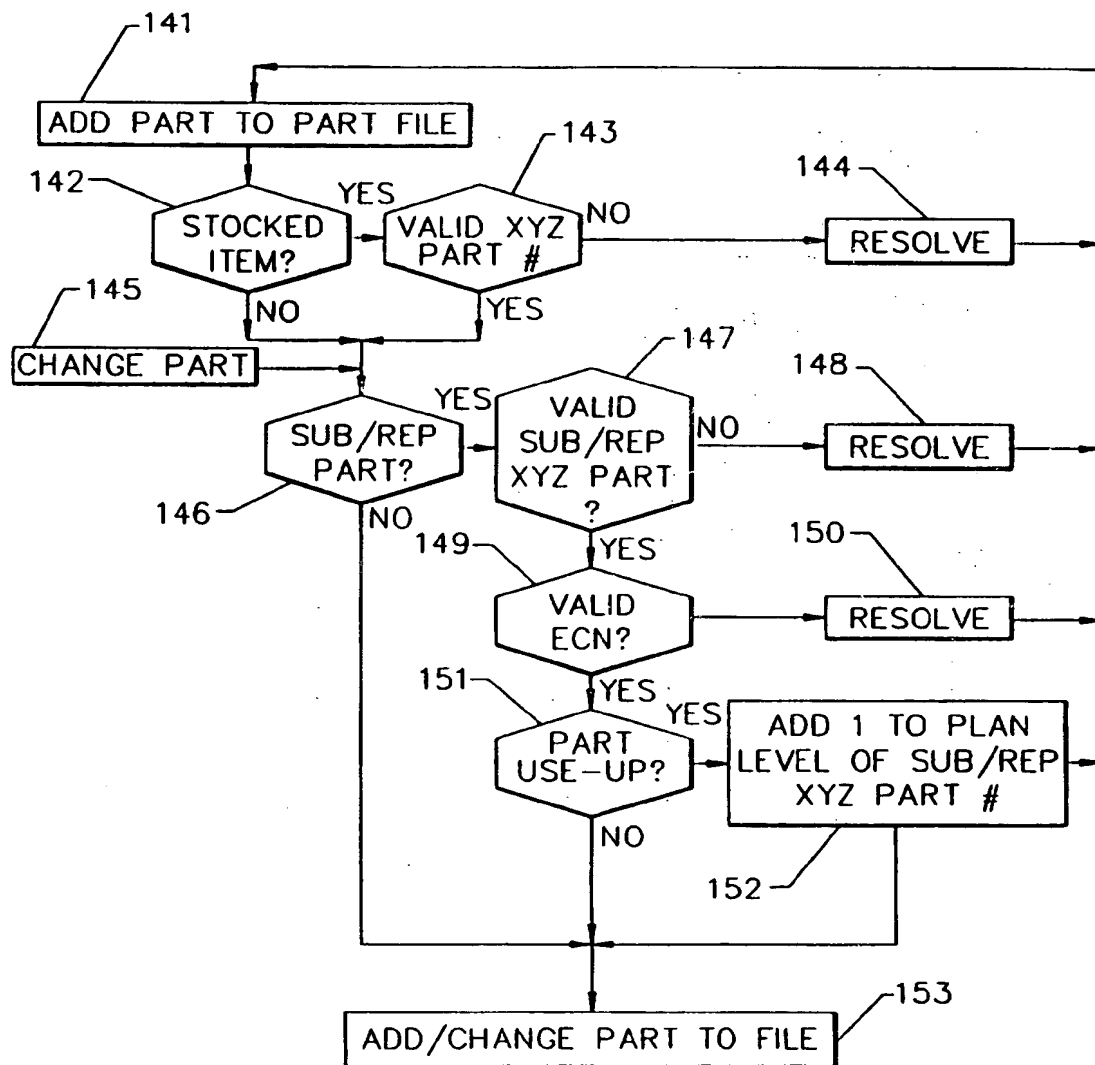 141
ADD PART TO PART FILE
142
STOCKED
ITEM?
YES
143
VALID XYZ
PART #
NO
144
RESOLVE
NO
YES
145
CHANGE PART
146
SUB/REP
PART?
YES
147
VALID
SUB/REP
XYZ PART
?
NO
148
RESOLVE
NO
YES
149
VALID
ECN?
150
RESOLVE
YES
151
PART
USE-UP?
YES
ADD 1 TO PLAN
LEVEL OF SUB/REP
XYZ PART #
152
NO
153
ADD/CHANGE PART TO FILE